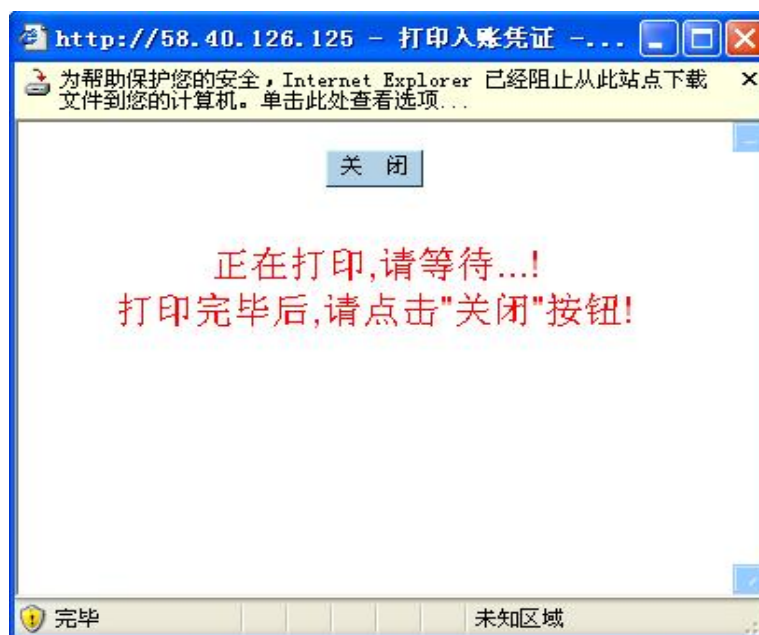 http://58.40.126.125 - 打印入账凭证 -...
为帮助保护您的安全，Internet Explorer 已经阻止从此站点下载
文件到您的计算机。单击此处查看选项...
关 闭
正在打印,请等待...!
打印完毕后,请点击"关闭"按钮!
完毕
未知区域